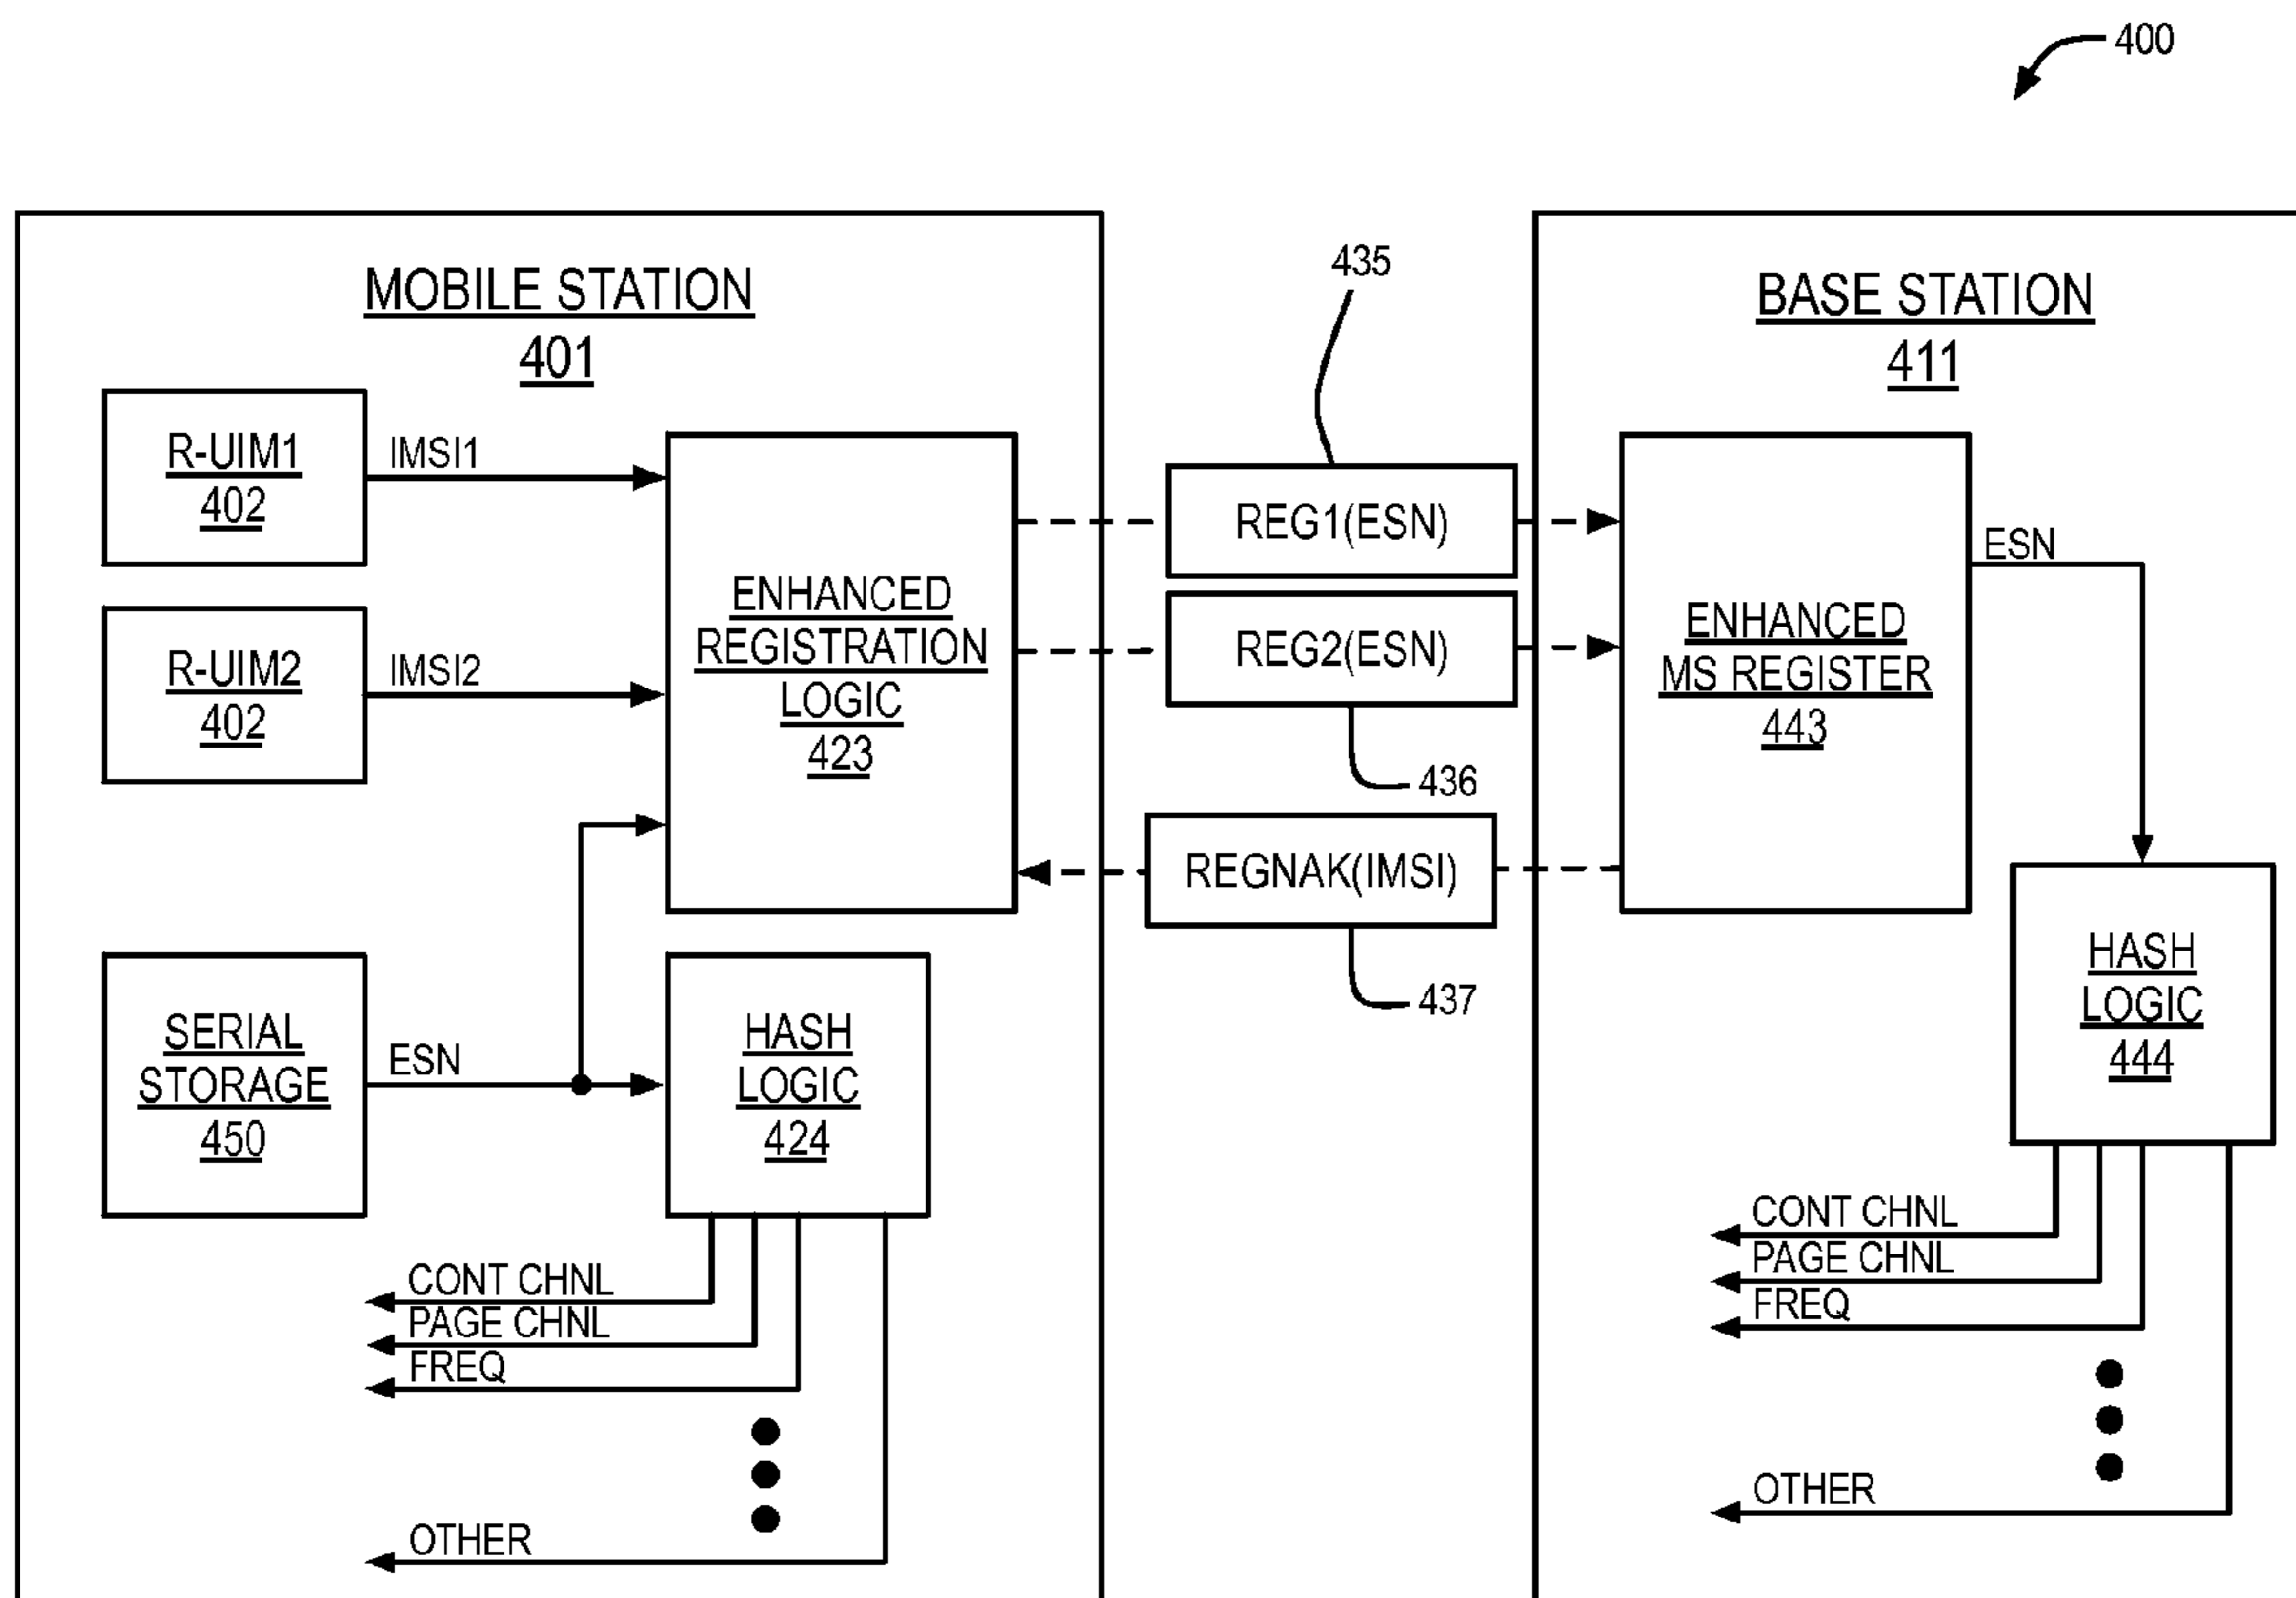 400
MOBILE STATION
401
R-UIM1
402
IMSI1
R-UIM2
402
IMSI2
ENHANCED
REGISTRATION
LOGIC
423
SERIAL
STORAGE
450
ESN
HASH
LOGIC
424
CONT CHNL
PAGE CHNL
FREQ
OTHER
435
REG1(ESN)
REG2(ESN)
436
REGNAK(IMSI)
437
BASE STATION
411
ENHANCED
MS REGISTER
443
ESN
HASH
LOGIC
444
CONT CHNL
PAGE CHNL
FREQ
OTHER